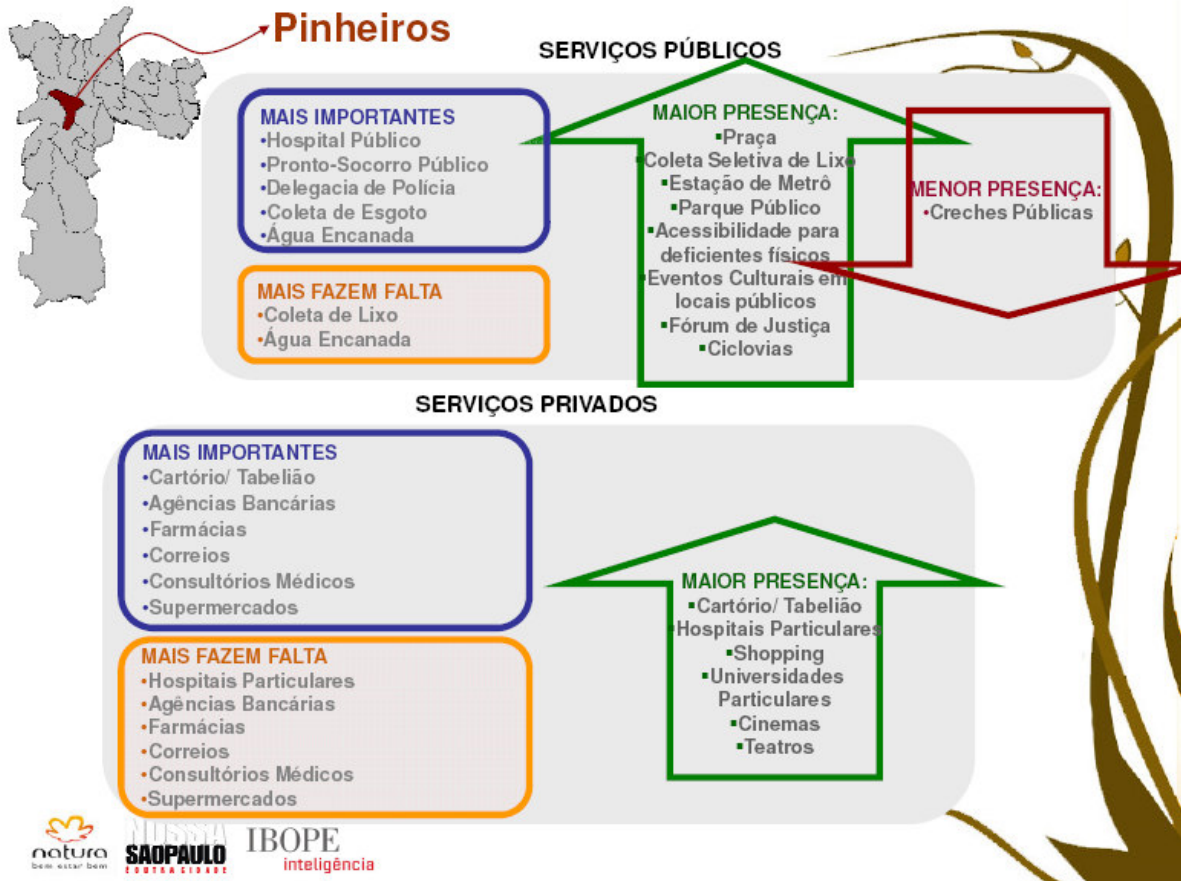 Pinheiros
SERVIÇOS PÚBLICOS
MAIS IMPORTANTES
•Hospital Público
•Pronto-Socorro Público
•Delegacia de Polícia
•Coleta de Esgoto
•Água Encanada
MAIS FAZEM FALTA
•Coleta de Lixo
•Água Encanada
MAIOR PRESENÇA:
▪Praça
▪Coleta Seletiva de Lixo
▪Estação de Metrô
▪Parque Público
▪Acessibilidade para
deficientes físicos
▪Eventos Culturais em
locais públicos
▪Fórum de Justiça
▪Ciclovias
MENOR PRESENÇA:
•Creches Públicas
SERVIÇOS PRIVADOS
MAIS IMPORTANTES
•Cartório/ Tabelião
•Agências Bancárias
•Farmácias
•Correios
•Consultórios Médicos
•Supermercados
MAIS FAZEM FALTA
•Hospitais Particulares
•Agências Bancárias
•Farmácias
•Correios
•Consultórios Médicos
•Supermercados
MAIOR PRESENÇA:
▪Cartório/ Tabelião
▪Hospitais Particulares
▪Shopping
▪Universidades
Particulares
▪Cinemas
▪Teatros
natura
bem estar bem
NOSSA
SÃOPAULO
OUTRA CIDADE
IBOPE
inteligência